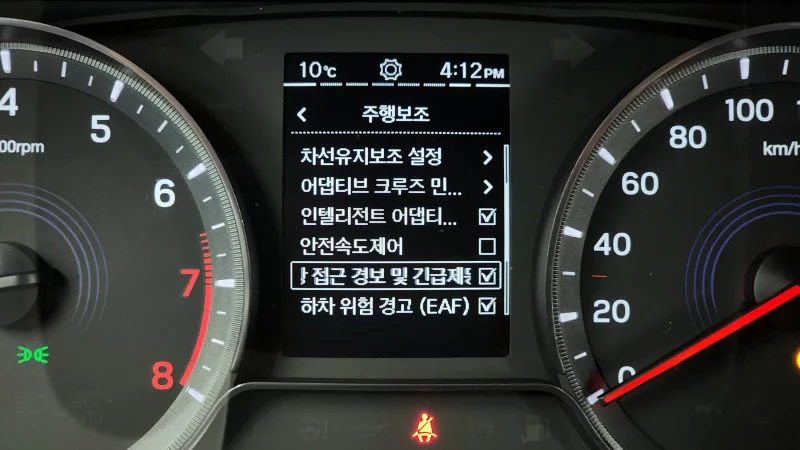 10℃ 4:12PM
주행보조
차선유지보조 설정
어댑티브 크루즈 민...
인텔리전트 어댑티...
안전속도제어
접근 경보 및 긴급제
하차 위험 경고 (EAF)
4
5
6
7
8
00rpm
100
80
60
40
20
0
km/h